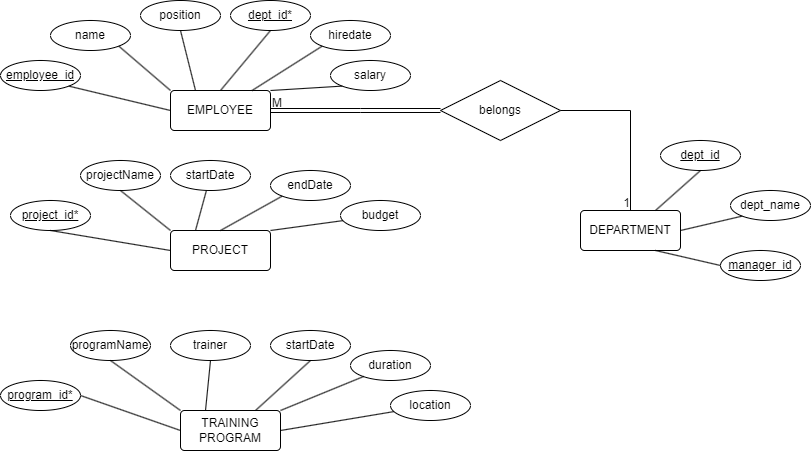 position
dept_id*
name
hiredate
employee_id
salary
EMPLOYEE
M
belongs
projectName
startDate
endDate
project_id*
budget
PROJECT
dept_id
dept_name
1
DEPARTMENT
manager_id
programName
trainer
startDate
duration
program_id*
location
TRAINING
PROGRAM